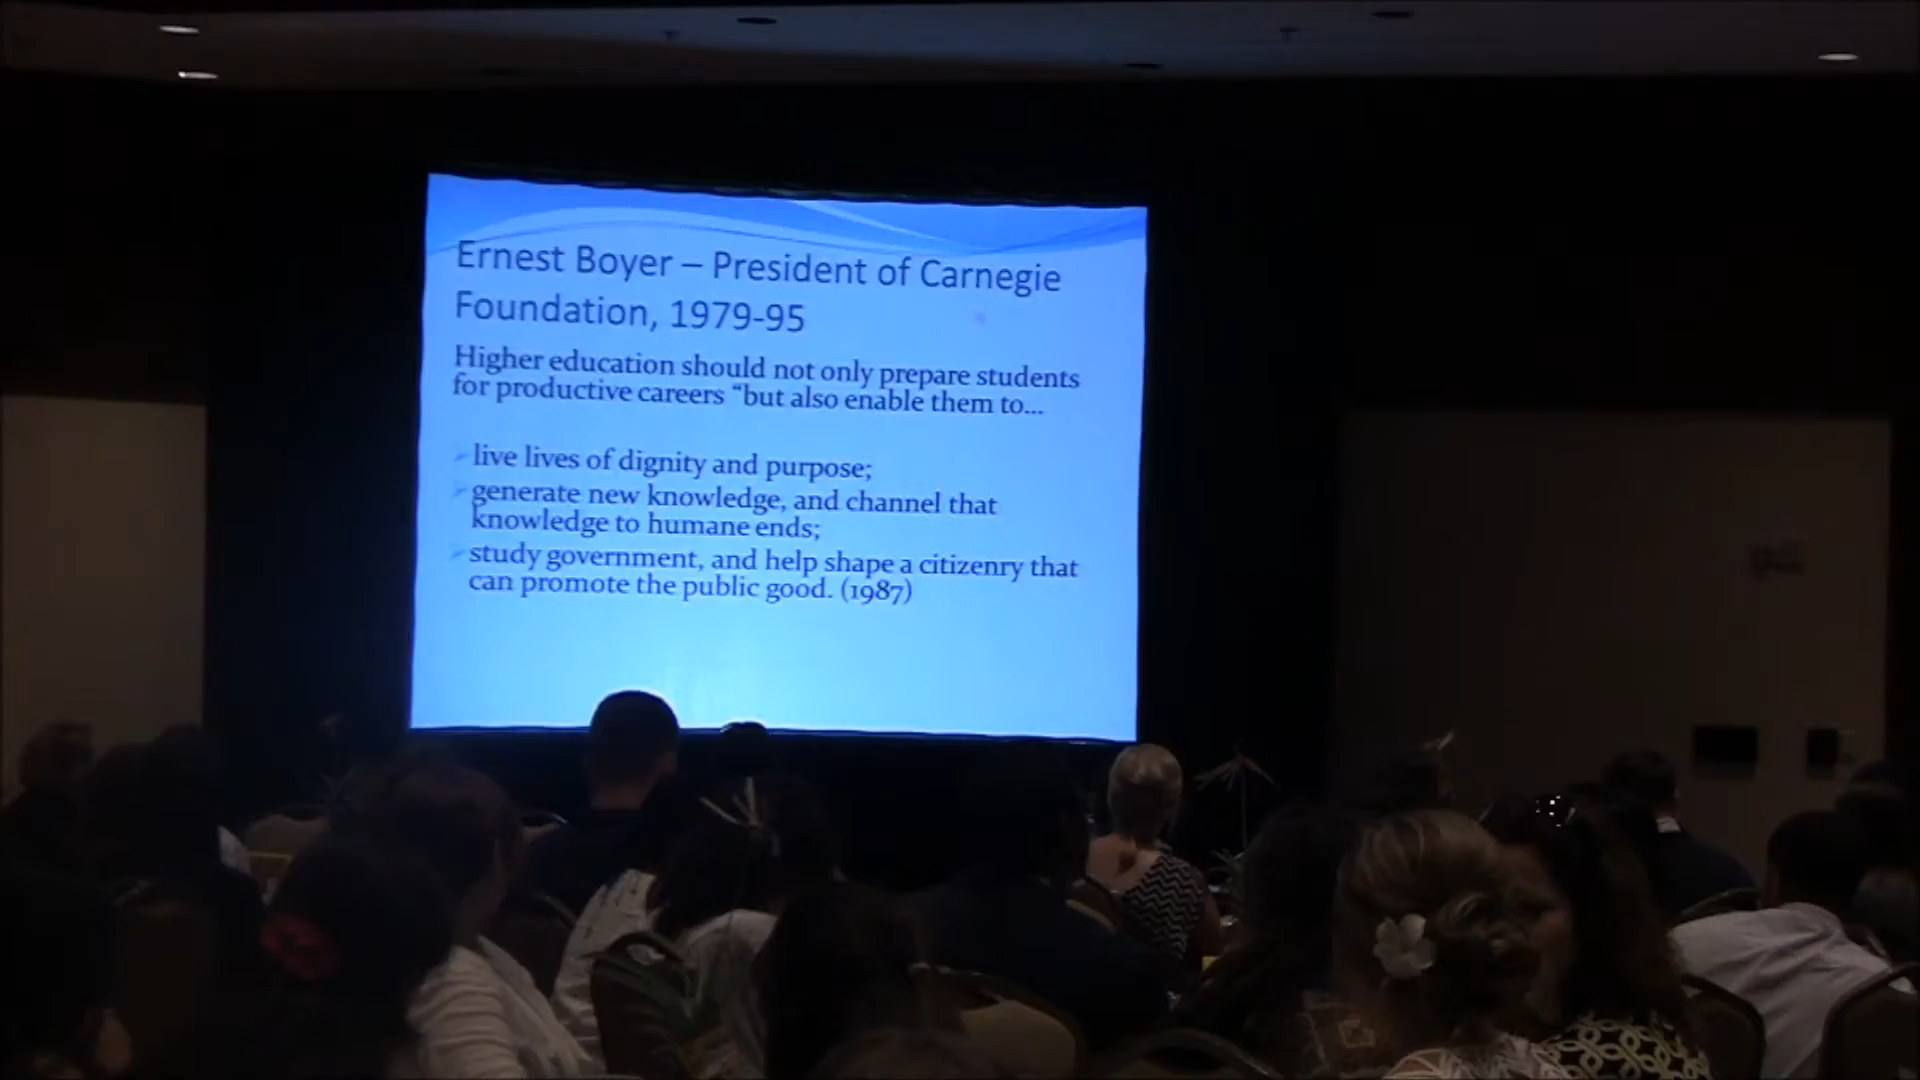 Ernest Boyer – President of Carnegie
Foundation, 1979-95
Higher education should not only prepare students
for productive careers "but also enable them to...
live lives of dignity and purpose;
generate new knowledge, and channel that
knowledge to humane ends;
study government, and help shape a citizenry that
can promote the public good. (1987)